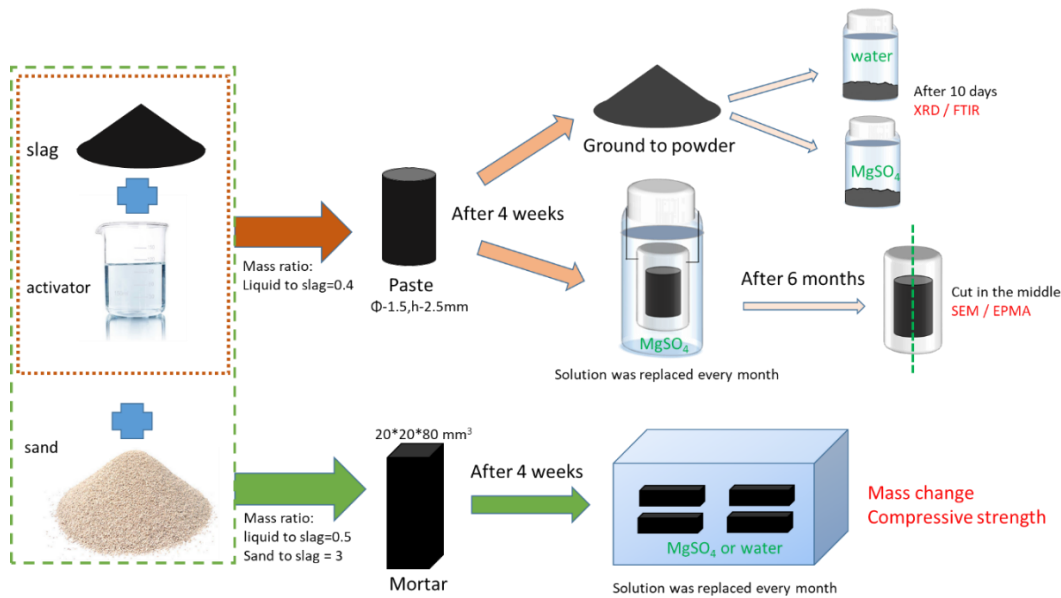 slag
activator
sand
Mass ratio:
Liquid to slag=0.4
Paste
Φ-1.5,h-2.5mm
After 4 weeks
Ground to powder
water
MgSO₄
After 10 days
XRD / FTIR
MgSO₄
Solution was replaced every month
After 6 months
Cut in the middle
SEM / EPMA
Mass ratio:
liquid to slag=0.5
Sand to slag = 3
20*20*80 mm³
Mortar
After 4 weeks
MgSO₄ or water
Solution was replaced every month
Mass change
Compressive strength